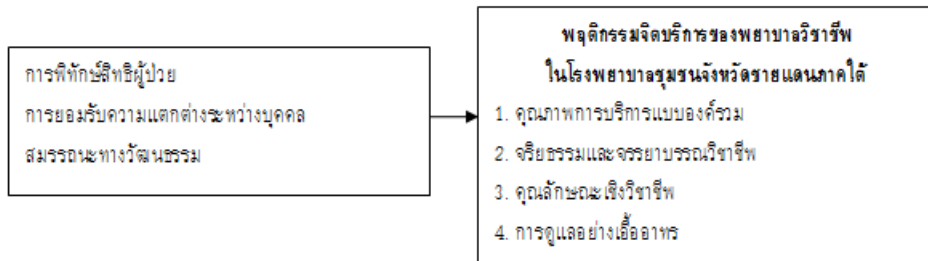 การพิทักษ์สิทธิผู้ป่วย
การยอมรับความแตกต่างระหว่างบุคคล
สมรรถนะทางวัฒนธรรม
พฤติกรรมจิตบริการของพยาบาลวิชาชีพ
ในโรงพยาบาลชุมชนจังหวัดชายแดนภาคใต้
1. คุณภาพการบริการแบบองค์รวม
2. จริยธรรมและจรรยาบรรณวิชาชีพ
3. คุณลักษณะเชิงวิชาชีพ
4. การดูแลอย่างเอื้ออาทร